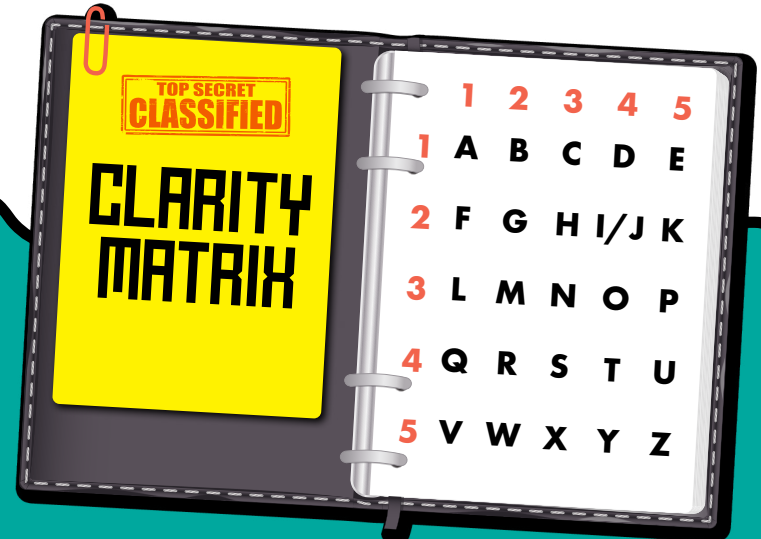 TOP SECRET
CLASSIFIED
CLARITY
MATRIX
1 2 3 4 5
1 A B C D E
2 F G H I/J K
3 L M N O P
4 Q R S T U
5 V W X Y Z